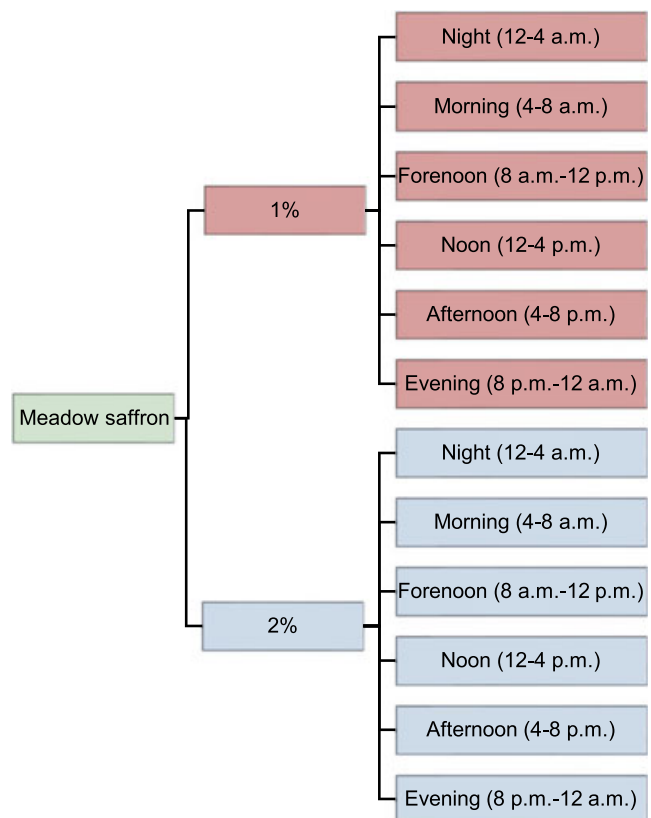 Night (12-4 a.m.)
Morning (4-8 a.m.)
Forenoon (8 a.m.-12 p.m.)
1%
Noon (12-4 p.m.)
Afternoon (4-8 p.m.)
Evening (8 p.m.-12 a.m.)
Meadow saffron
Night (12-4 a.m.)
Morning (4-8 a.m.)
Forenoon (8 a.m.-12 p.m.)
2%
Noon (12-4 p.m.)
Afternoon (4-8 p.m.)
Evening (8 p.m.-12 a.m.)